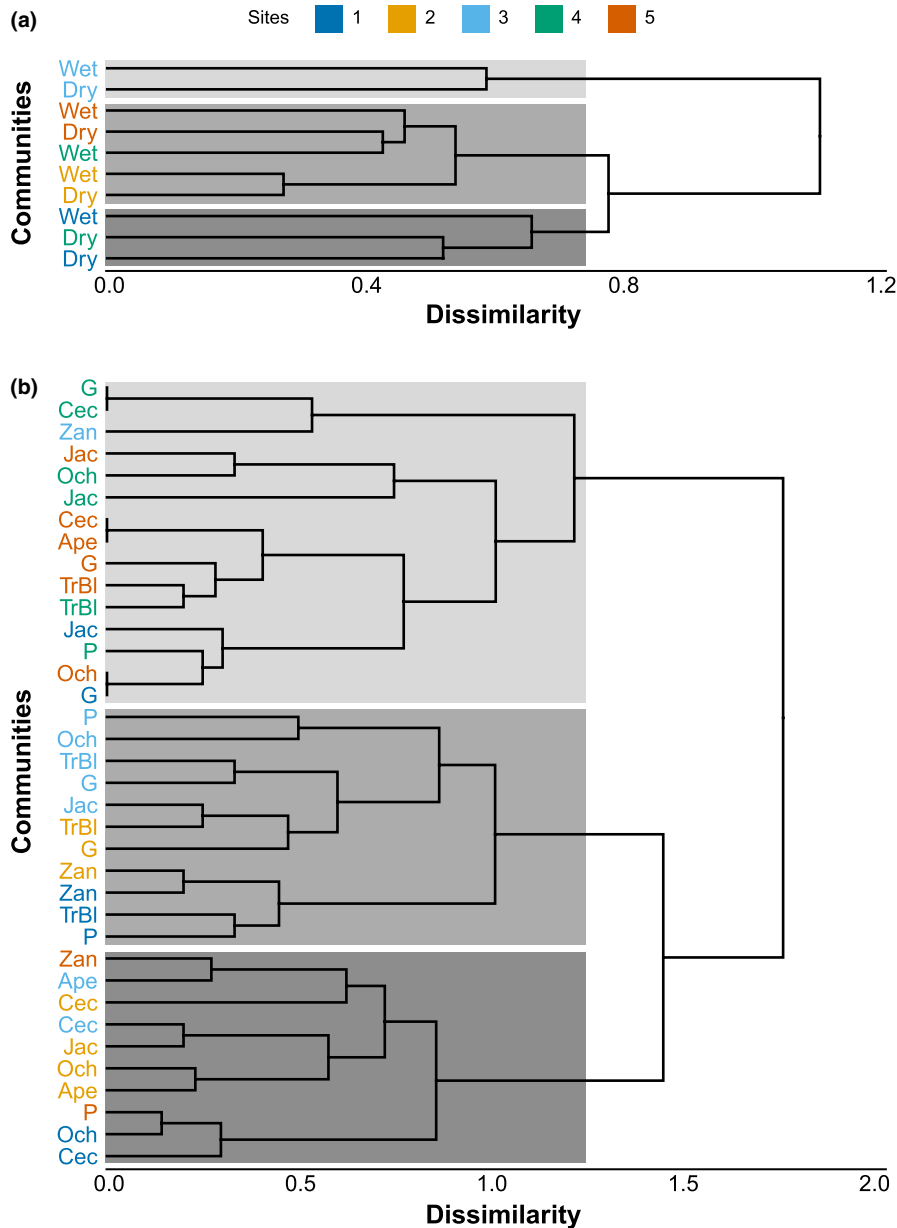 (a)
Sites 1 2 3 4 5
Communities
Wet
Dry
Wet
Dry
Wet
Wet
Dry
Wet
Dry
Dry
0.0 0.4 0.8 1.2
Dissimilarity
(b)
Communities
G
Cec
Zan
Jac
Och
Jac
Cec
Ape
G
TrBl
TrBl
Jac
P
Och
G
P
Och
TrBl
G
Jac
TrBl
G
Zan
Zan
TrBl
P
Zan
Ape
Cec
Cec
Jac
Och
Ape
P
Och
Cec
0.0 0.5 1.0 1.5 2.0
Dissimilarity